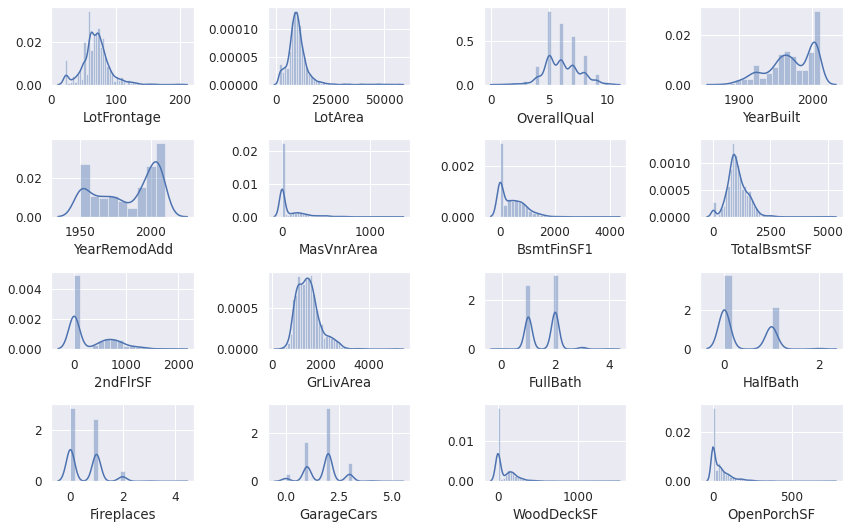 0.02
0.00
0 100 200
LotFrontage
0.00010
0.00005
0.00000
0 25000 50000
LotArea
0.5
0.0
0 5 10
OverallQual
0.02
0.01
0.00
1900 2000
YearBuilt
0.02
0.00
1950 2000
YearRemodAdd
0.02
0.01
0.00
0 1000
MasVnrArea
0.002
0.000
0 2000 4000
BsmtFinSF1
0.0010
0.0005
0.0000
0 2500 5000
TotalBsmtSF
0.004
0.002
0.000
0 1000 2000
2ndFlrSF
0.0005
0.0000
0 2000 4000
GrLivArea
2
0
0 2 4
FullBath
2
0
0 2
HalfBath
2
0
0 2 4
Fireplaces
2
0
0.0 2.5 5.0
GarageCars
0.01
0.00
0 1000
WoodDeckSF
0.02
0.00
0 500
OpenPorchSF